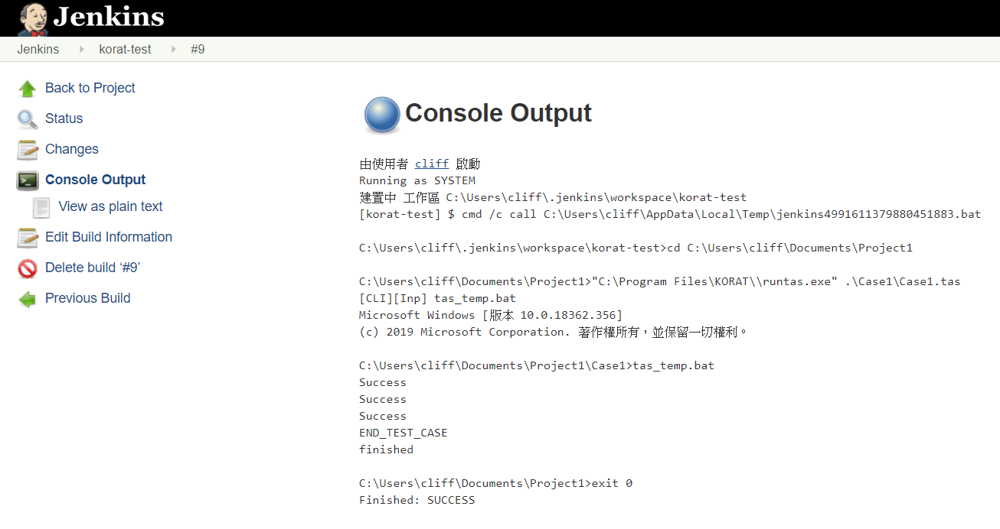 Jenkins
Jenkins korat-test #9
Back to Project
Status
Changes
Console Output
View as plain text
Edit Build Information
Delete build ‘#9’
Previous Build
Console Output
由使用者 cliff 啟動
Running as SYSTEM
建置中 工作區 C:\Users\cliff\.jenkins\workspace\korat-test
[korat-test] $ cmd /c call C:\Users\cliff\AppData\Local\Temp\jenkins4991611379880451883.bat
C:\Users\cliff\.jenkins\workspace\korat-test>cd C:\Users\cliff\Documents\Project1
C:\Users\cliff\Documents\Project1>"C:\Program Files\KORAT\\runtas.exe" .\Case1\Case1.tas
[CLI][Inp] tas_temp.bat
Microsoft Windows [版本 10.0.18362.356]
(c) 2019 Microsoft Corporation. 著作權所有，並保留一切權利。
C:\Users\cliff\Documents\Project1\Case1>tas_temp.bat
Success
Success
Success
END_TEST_CASE
finished
C:\Users\cliff\Documents\Project1>exit 0
Finished: SUCCESS